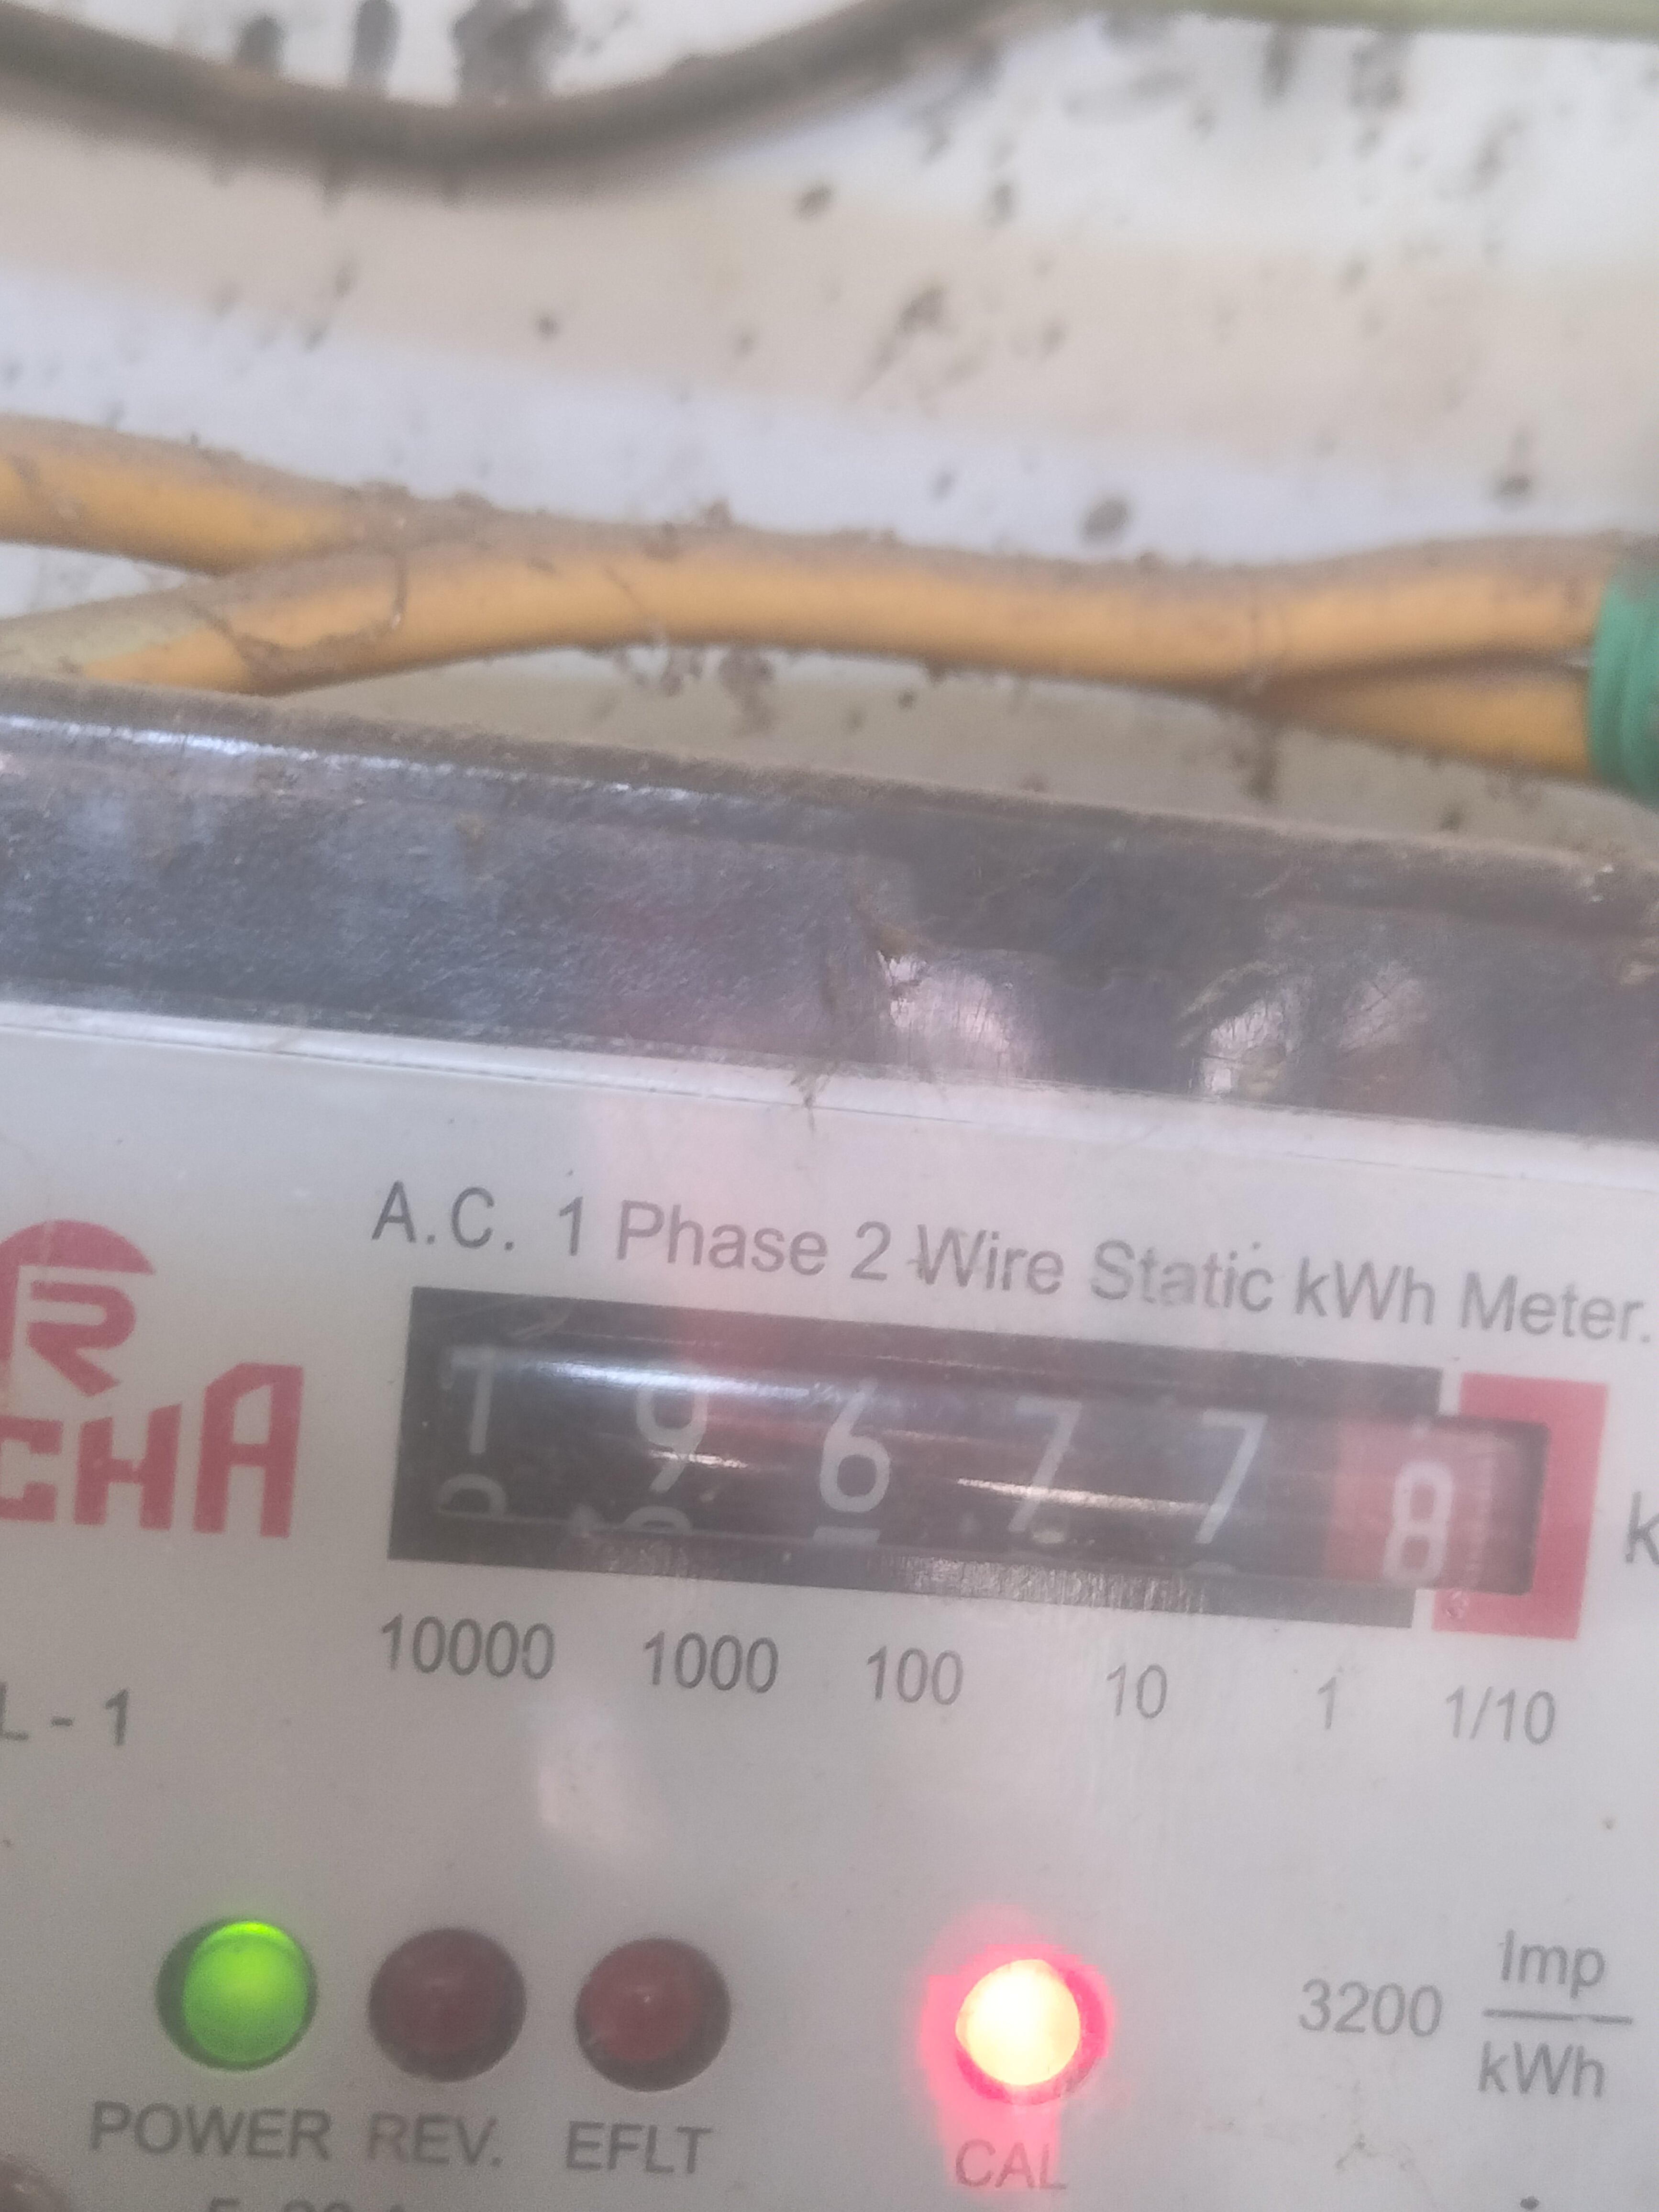 A.C. 1 Phase 2 Wire Static kWh Meter.
R
CHA
1 9 6 7 7 8
k
10000 1000 100 10 1 1/10
L - 1
3200 Imp
kWh
POWER REV. EFLT CAL